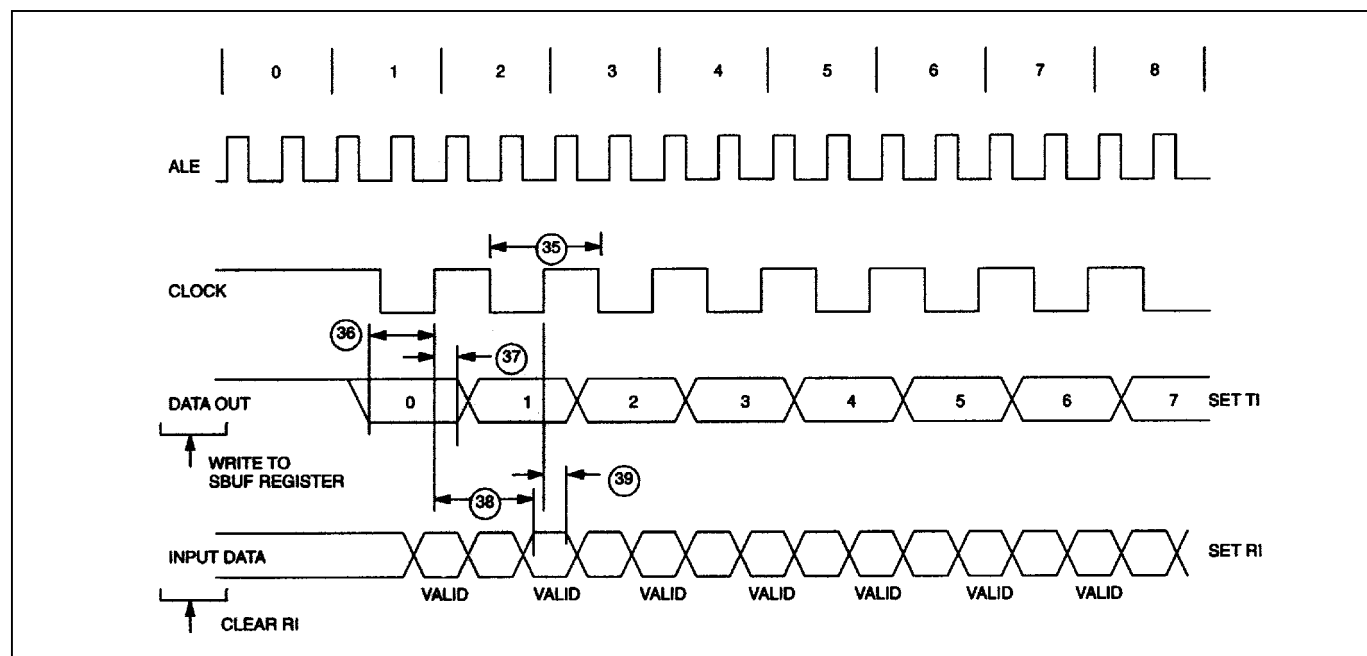 0 1 2 3 4 5 6 7 8
ALE
35
CLOCK
36
37
DATA OUT
0 1 2 3 4 5 6 7
SET TI
WRITE TO
SBUF REGISTER
39
38
INPUT DATA
SET RI
VALID VALID VALID VALID VALID VALID VALID
CLEAR RI